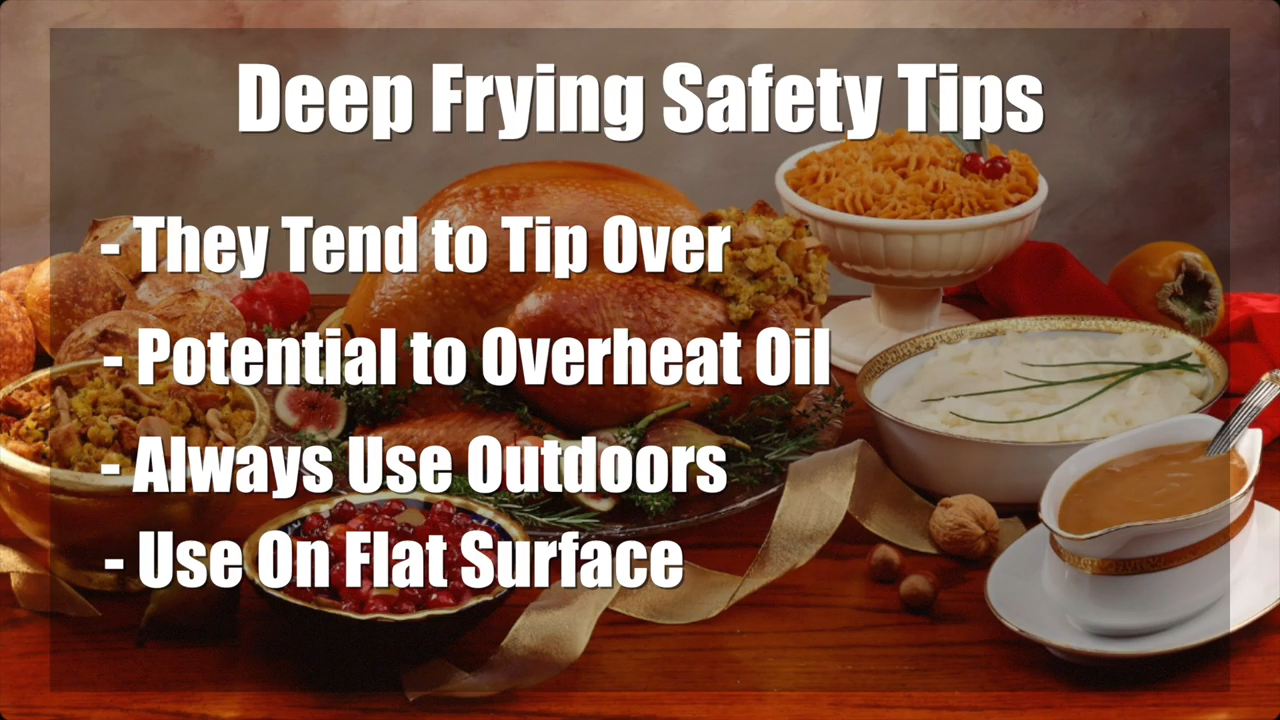 Deep Frying Safety Tips
- They Tend to Tip Over
- Potential to Overheat Oil
- Always Use Outdoors
- Use On Flat Surface